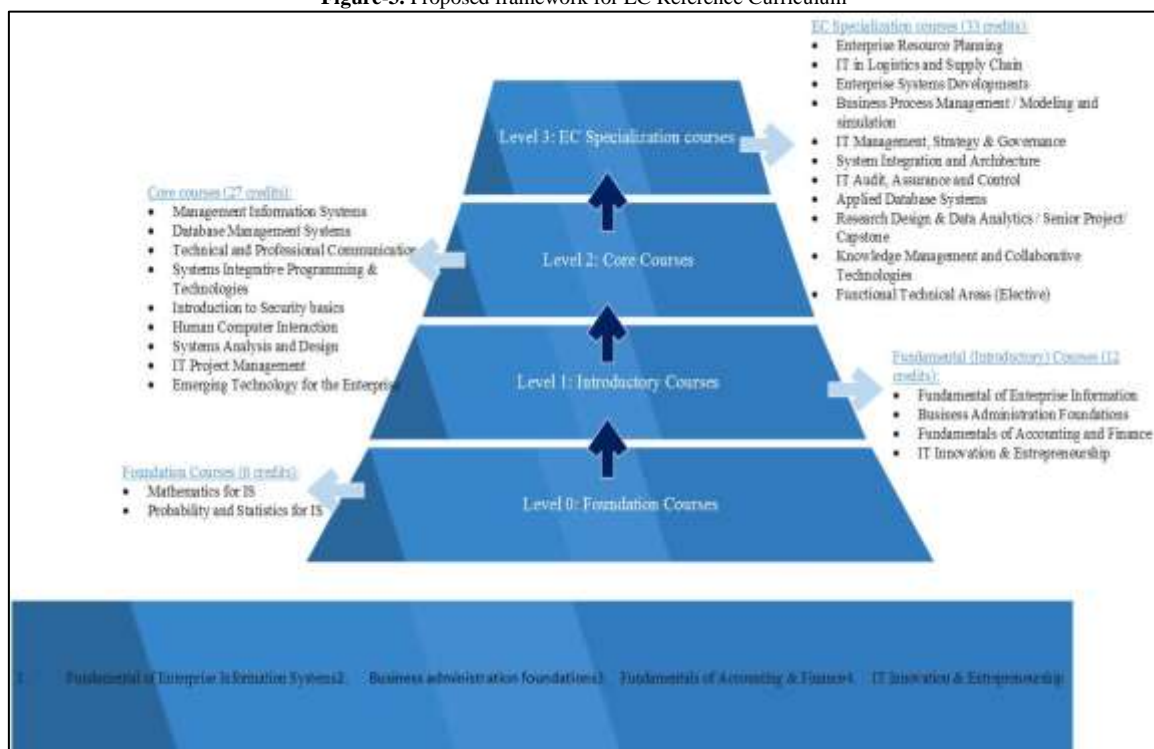 Figure-3. Proposed framework for EC Reference Curriculum
EC Specialization courses (33 credits):
• Enterprise Resource Planning
• IT in Logistics and Supply Chain
• Enterprise Systems Developments
• Business Process Management / Modeling and
simulation
• IT Management, Strategy & Governance
• System Integration and Architecture
• IT Audit, Assurance and Control
• Applied Database Systems
• Research Design & Data Analytics / Senior Project/
Capstone
• Knowledge Management and Collaborative
Technologies
• Functional Technical Areas (Elective)
Level 3: EC Specialization courses
Core courses (27 credits):
• Management Information Systems
• Database Management Systems
• Technical and Professional Communication
• Systems Integrative Programming &
Technologies
• Introduction to Security basics
• Human Computer Interaction
• Systems Analysis and Design
• IT Project Management
• Emerging Technology for the Enterprise
Level 2: Core Courses
Level 1: Introductory Courses
Fundamental (Introductory) Courses (12
credits):
• Fundamental of Enterprise Information
• Business Administration Foundations
• Fundamentals of Accounting and Finance
• IT Innovation & Estrepreneurship
Foundation Courses (6 credits):
• Mathematics for IS
• Probability and Statistics for IS
Level 0: Foundation Courses
1. Fundamental of Enterprise Information Systems2. Business administration foundations3. Fundamentals of Accounting & Finance4. IT Innovation & Estrepreneurship